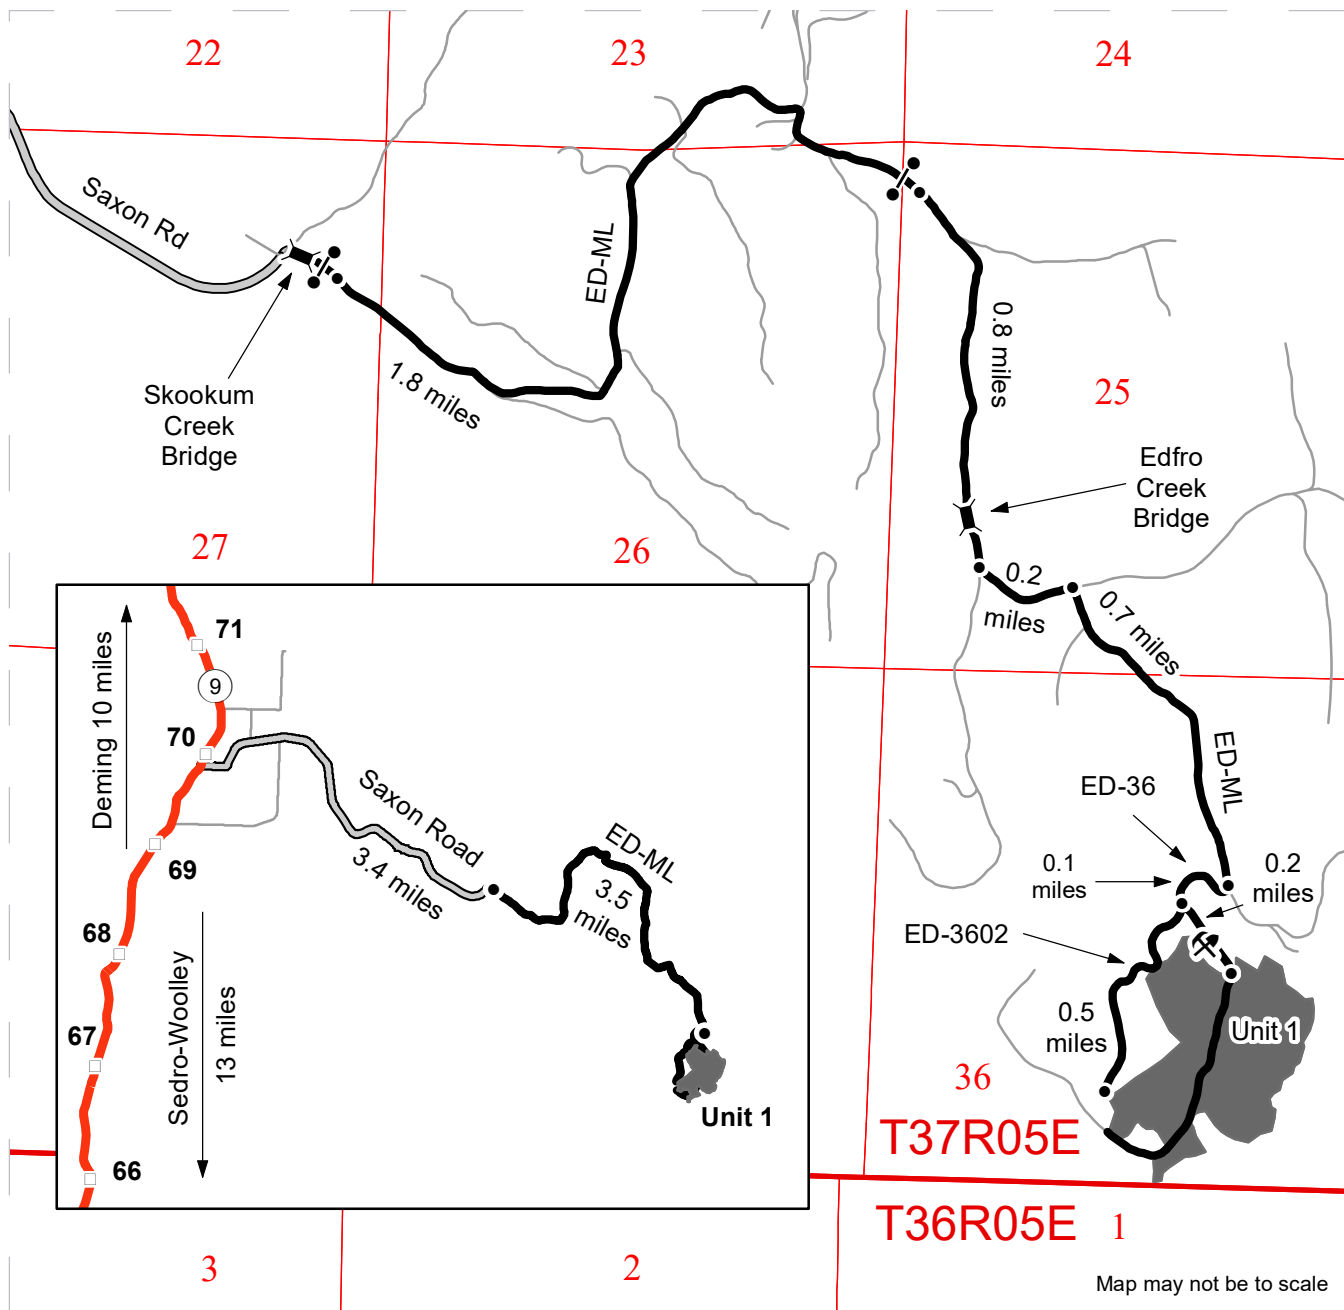 22
23
24
Saxon Rd
ED-ML
0.8 miles
1.8 miles
Skookum
Creek
Bridge
25
Edfro
Creek
Bridge
27
26
0.2
miles
0.7 miles
ED-ML
71
9
70
69
68
67
66
Deming 10 miles
Sedro-Woolley
13 miles
Saxon Road
3.4 miles
ED-ML
3.5
miles
Unit 1
ED-36
0.1
miles
0.2
miles
ED-3602
0.5
miles
Unit 1
36
T37R05E
T36R05E
1
3
2
Map may not be to scale